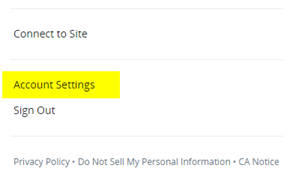 Connect to Site
Account Settings
Sign Out
Privacy Policy • Do Not Sell My Personal Information • CA Notice